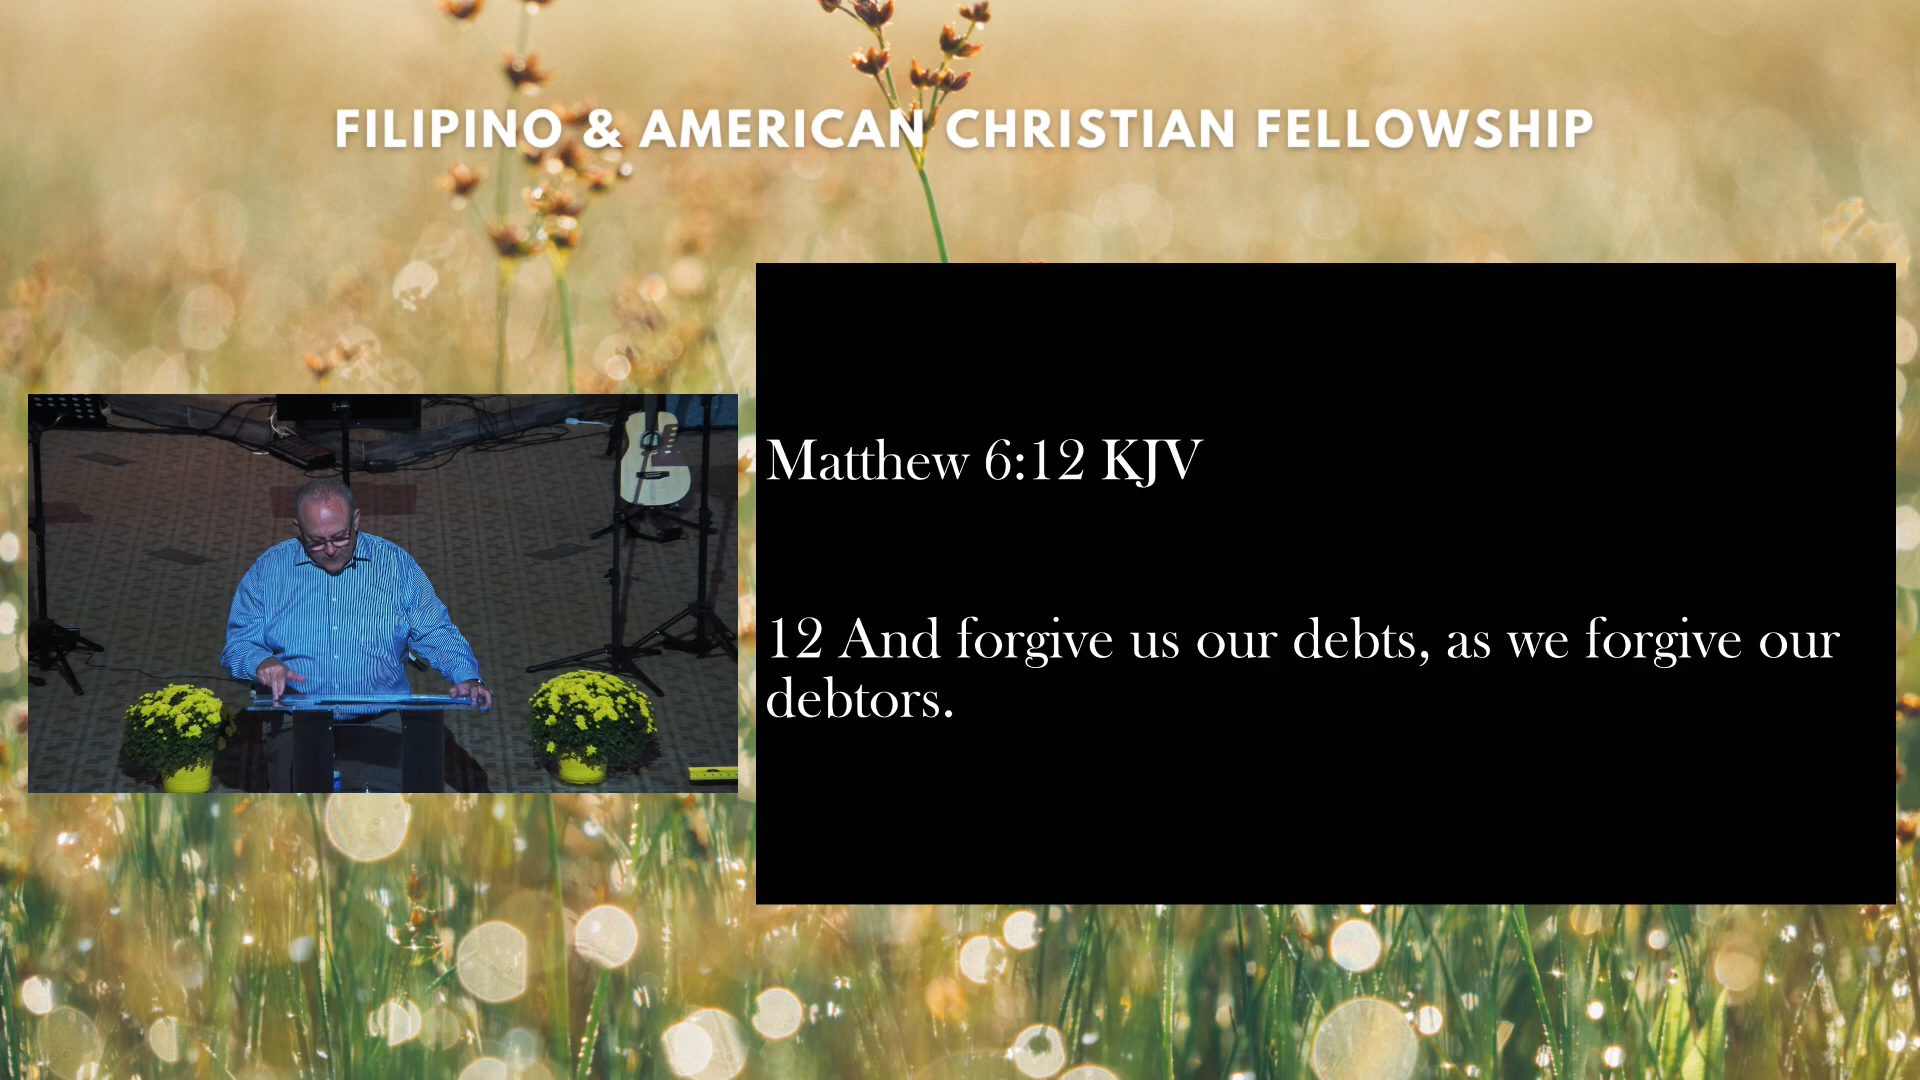 FILIPINO & AMERICAN CHRISTIAN FELLOWSHIP
Matthew 6:12 KJV
12 And forgive us our debts, as we forgive our
debtors.